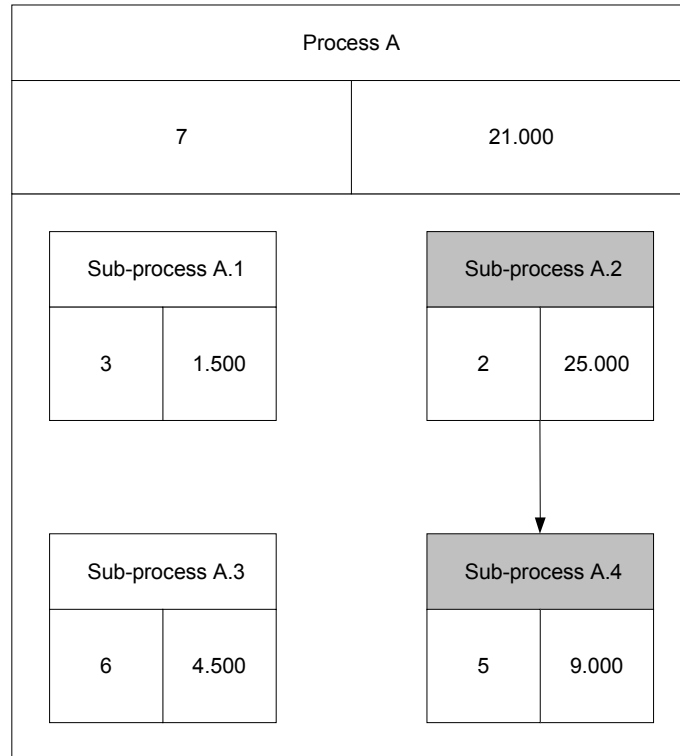 Process A
7 21.000
Sub-process A.1 Sub-process A.2
3 1.500 2 25.000
Sub-process A.3 Sub-process A.4
6 4.500 5 9.000